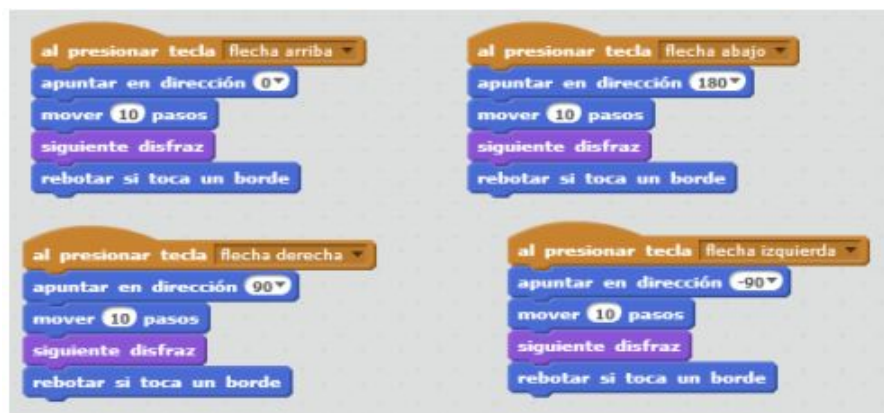 al presionar tecla flecha arriba
apuntar en dirección 0
mover 10 pasos
siguiente disfraz
rebotar si toca un borde
al presionar tecla flecha abajo
apuntar en dirección 180
mover 10 pasos
siguiente disfraz
rebotar si toca un borde
al presionar tecla flecha derecha
apuntar en dirección 90
mover 10 pasos
siguiente disfraz
rebotar si toca un borde
al presionar tecla flecha izquierda
apuntar en dirección -90
mover 10 pasos
siguiente disfraz
rebotar si toca un borde